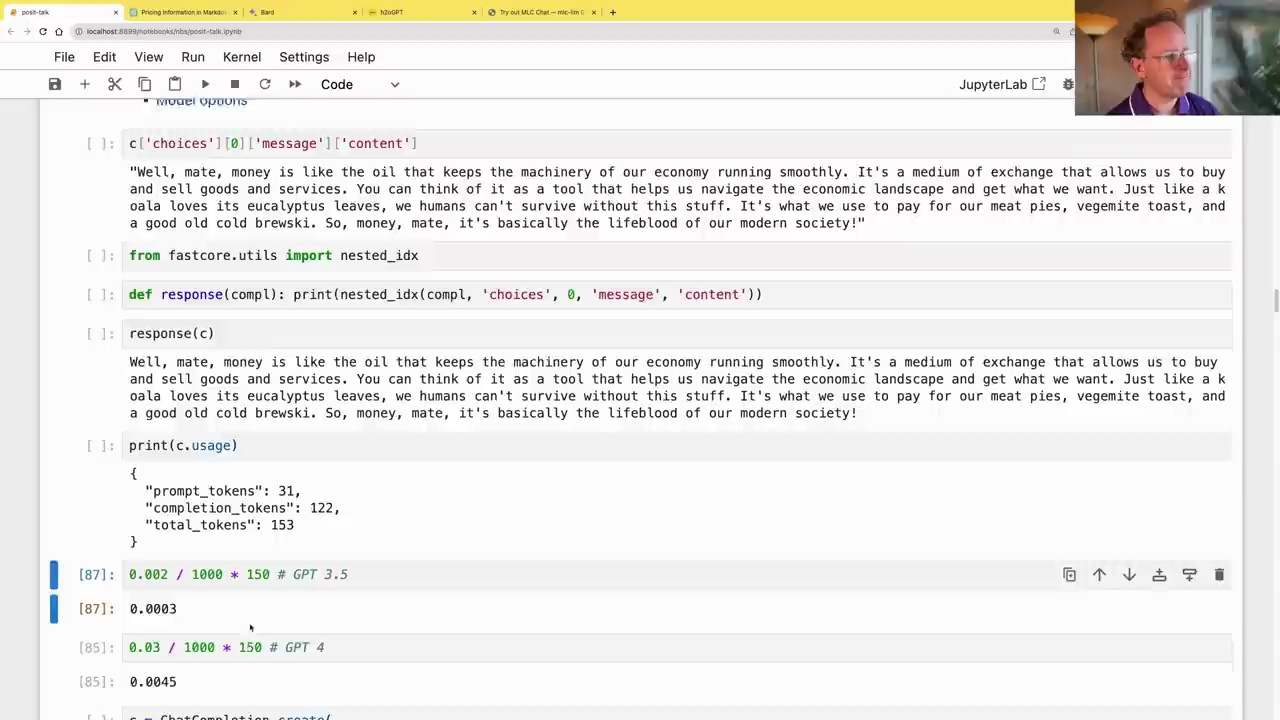 posit-talk
Pricing Information in Markdow
Bard
h2oGPT
Try out MLC Chat — mlc-llm
localhost:8899/notebooks/nbs/posit-talk.ipynb
File Edit View Run Kernel Settings Help
Code
JupyterLab
Model options
[ ]: c['choices'][0]['message']['content']
"Well, mate, money is like the oil that keeps the machinery of our economy running smoothly. It's a medium of exchange that allows us to buy
and sell goods and services. You can think of it as a tool that helps us navigate the economic landscape and get what we want. Just like a k
oala loves its eucalyptus leaves, we humans can't survive without this stuff. It's what we use to pay for our meat pies, vegemite toast, and
a good old cold brewski. So, money, mate, it's basically the lifeblood of our modern society!"
[ ]: from fastcore.utils import nested_idx
[ ]: def response(compl): print(nested_idx(compl, 'choices', 0, 'message', 'content'))
[ ]: response(c)
Well, mate, money is like the oil that keeps the machinery of our economy running smoothly. It's a medium of exchange that allows us to buy
and sell goods and services. You can think of it as a tool that helps us navigate the economic landscape and get what we want. Just like a k
oala loves its eucalyptus leaves, we humans can't survive without this stuff. It's what we use to pay for our meat pies, vegemite toast, and
a good old cold brewski. So, money, mate, it's basically the lifeblood of our modern society!
[ ]: print(c.usage)
{
"prompt_tokens": 31,
"completion_tokens": 122,
"total_tokens": 153
}
[87]: 0.002 / 1000 * 150 # GPT 3.5
[87]: 0.0003
[85]: 0.03 / 1000 * 150 # GPT 4
[85]: 0.0045
[ ]: c = ChatCompletion.create(